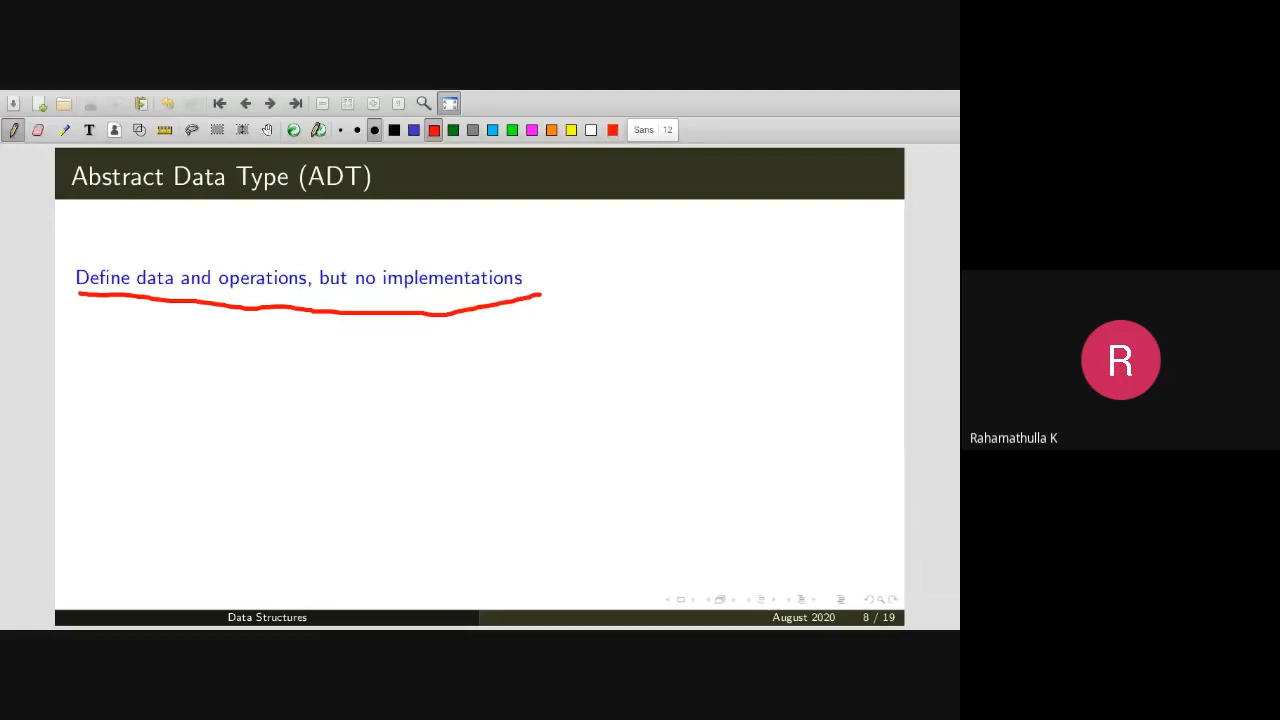 T
Sans 12
Abstract Data Type (ADT)
Define data and operations, but no implementations
Data Structures
August 2020
8 / 19
R
Rahamathulla K